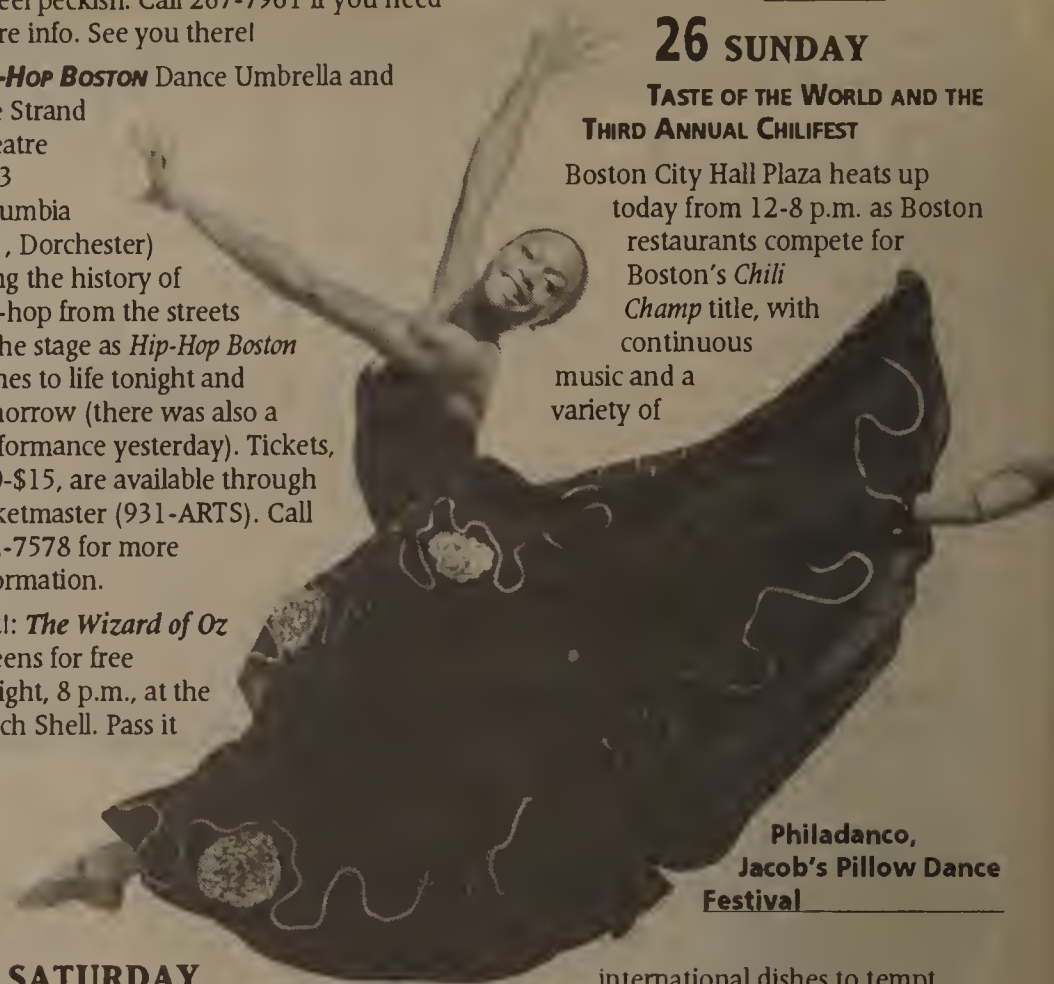 feel peckish. Call 267-7961 if you need
re info. See you there!
-HOP BOSTON Dance Umbrella and
e Strand
eatre
3
umbia
, Dorchester)
ng the history of
-hop from the streets
he stage as Hip-Hop Boston
nes to life tonight and
norrow (there was also a
formance yesterday). Tickets,
)-$15, are available through
ketmaster (931-ARTS). Call
-7578 for more
ormation.
!: The Wizard of Oz
eens for free
ight, 8 p.m., at the
ch Shell. Pass it
SATURDAY
26 SUNDAY
TASTE OF THE WORLD AND THE
THIRD ANNUAL CHILIFEST
Boston City Hall Plaza heats up
today from 12-8 p.m. as Boston
restaurants compete for
Boston's Chili
Champ title, with
continuous
music and a
variety of
Philadanco,
Jacob's Pillow Dance
Festival
international dishes to tempt